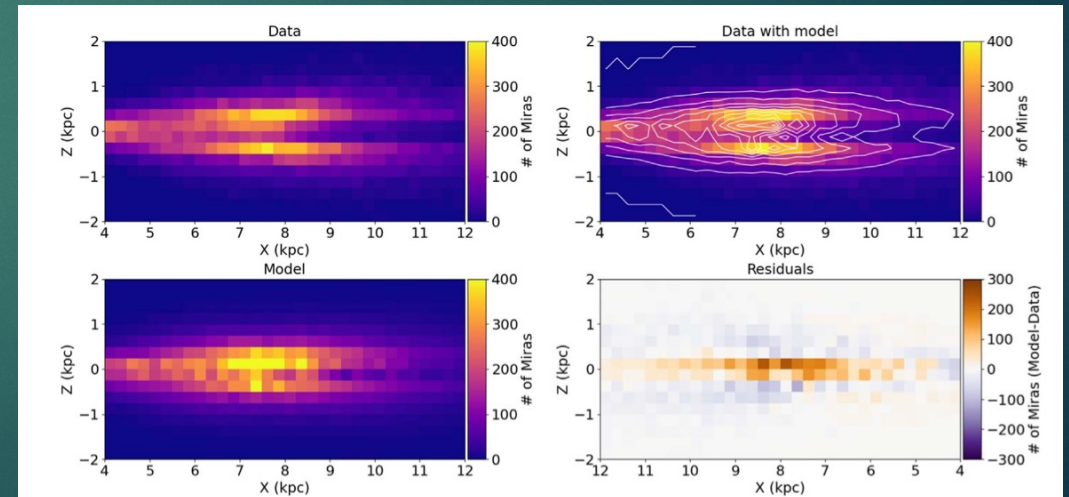 Data
2
1
0
−1
−2
Z (kpc)
4 5 6 7 8 9 10 11 12
X (kpc)
400
300
200
100
0
# of Miras
Data with model
2
1
0
−1
−2
Z (kpc)
4 5 6 7 8 9 10 11 12
X (kpc)
400
300
200
100
0
# of Miras
Model
2
1
0
−1
−2
Z (kpc)
4 5 6 7 8 9 10 11 12
X (kpc)
400
300
200
100
0
# of Miras
Residuals
2
1
0
−1
−2
Z (kpc)
12 11 10 9 8 7 6 5 4
X (kpc)
300
200
100
0
−100
−200
−300
# of Miras (Model-Data)